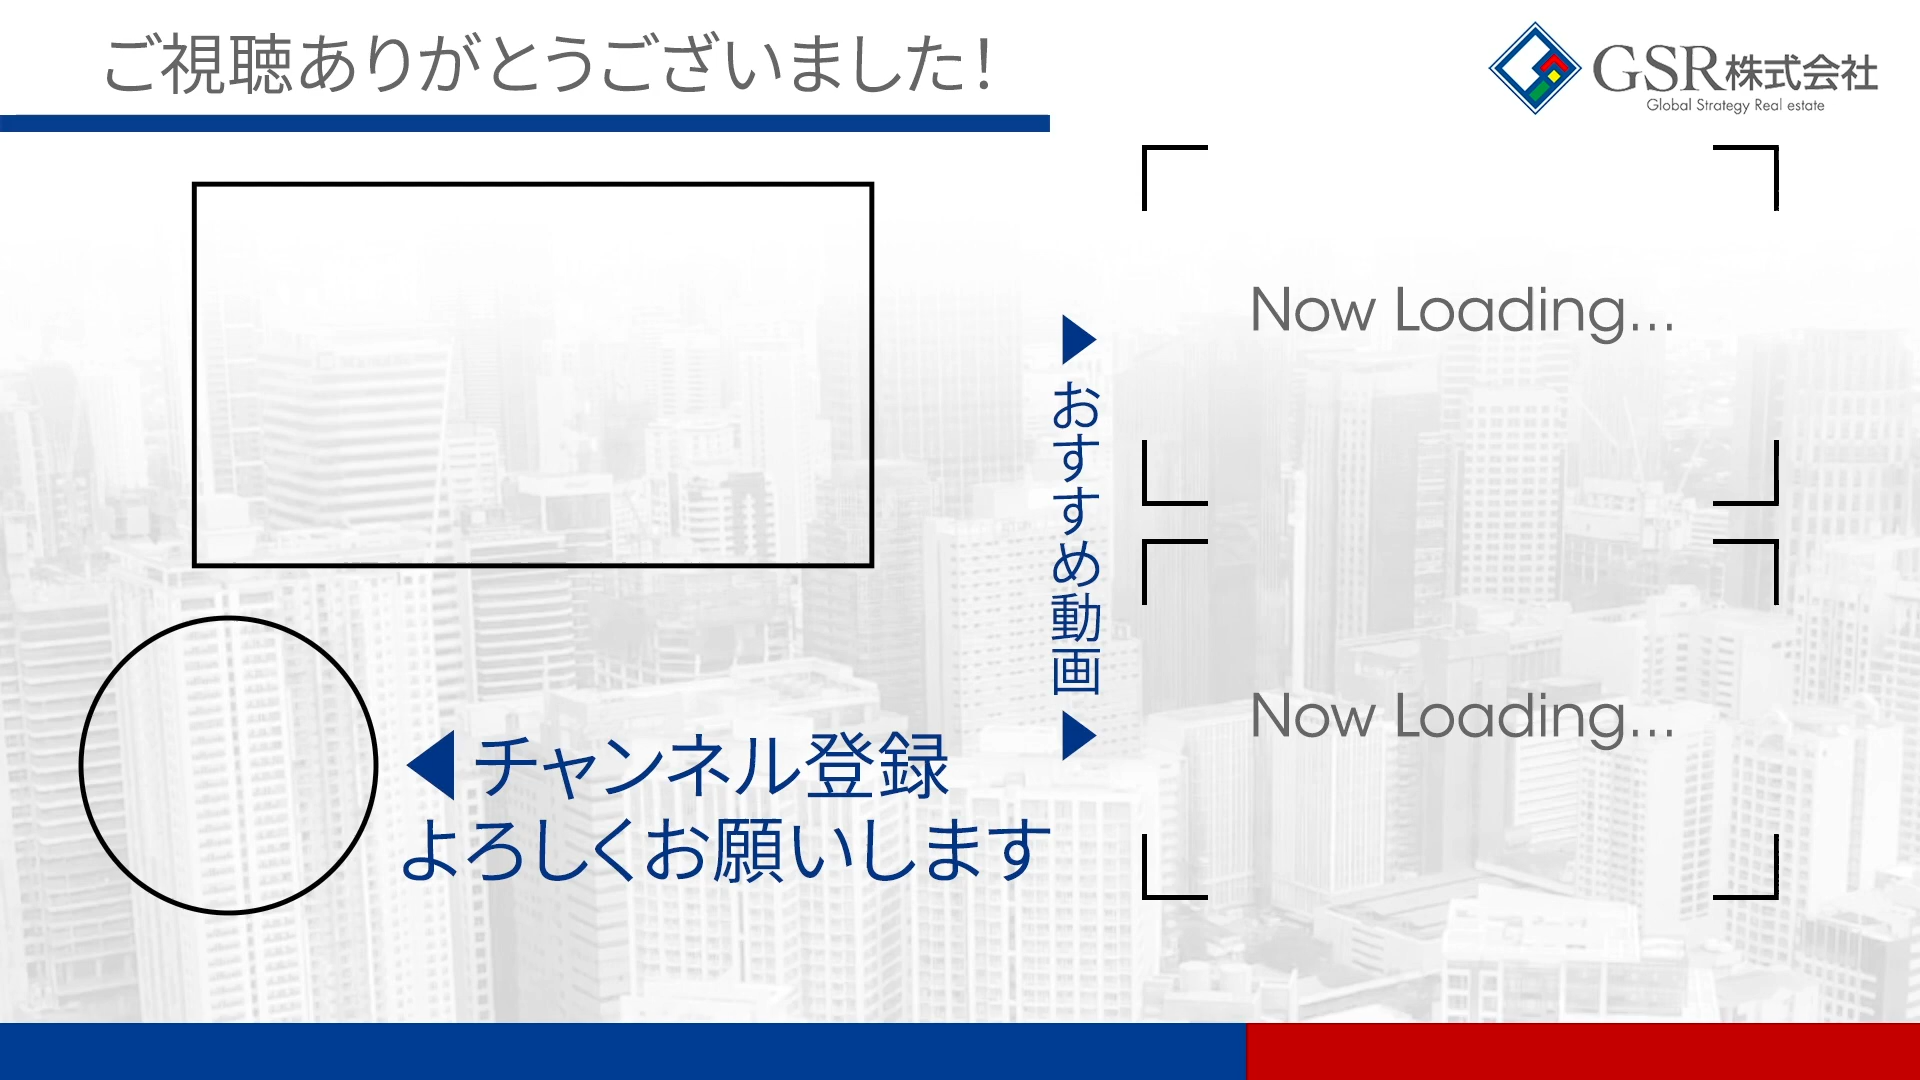 ご視聴ありがとうございました!
GSR株式会社
Global Strategy Real estate
Now Loading...
▶おすすめ動画▶
Now Loading...
◀チャンネル登録
よろしくお願いします